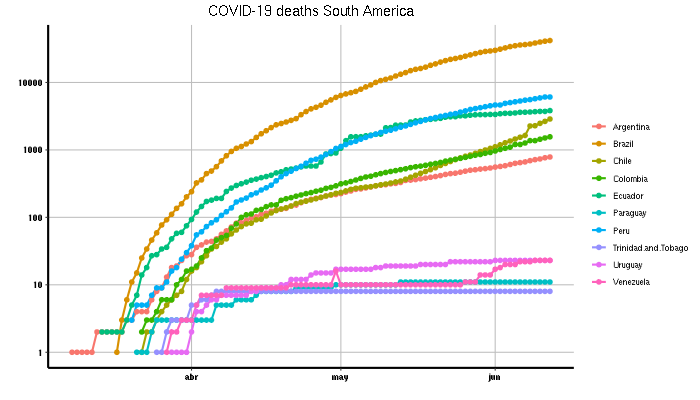 COVID-19 deaths South America
10000
1000
100
10
1
abr
may
jun
Argentina
Brazil
Chile
Colombia
Ecuador
Paraguay
Peru
Trinidad.and.Tobago
Uruguay
Venezuela